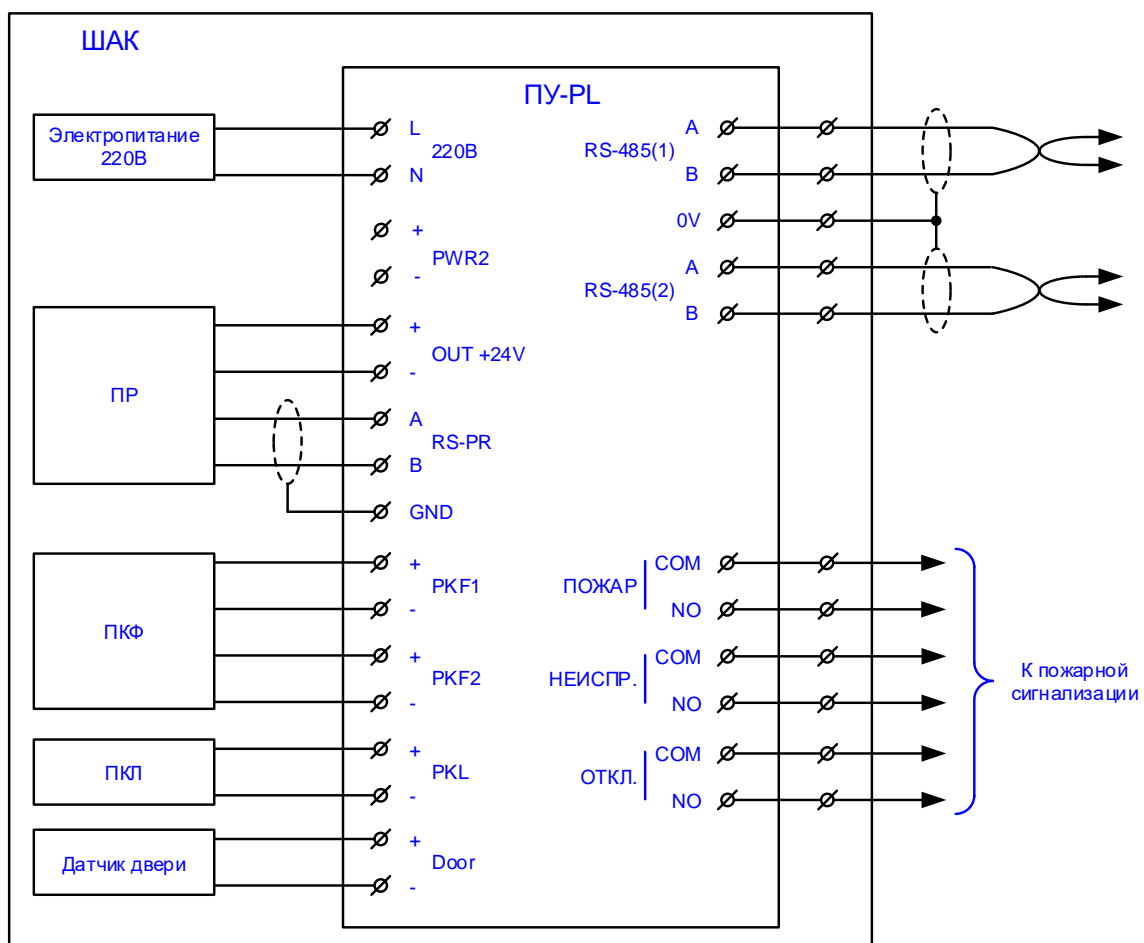 ШАК
ПУ-PL
Электропитание
220В
L
220В
N
+
PWR2
-
ПР
+
OUT +24V
-
A
RS-PR
B
GND
ПКФ
+
PKF1
-
+
PKF2
-
ПКЛ
+
PKL
-
Датчик двери
+
Door
-
A
RS-485(1)
B
0V
A
RS-485(2)
B
COM
ПОЖАР
NO
COM
НЕИСПР.
NO
COM
ОТКЛ.
NO
К пожарной
сигнализации